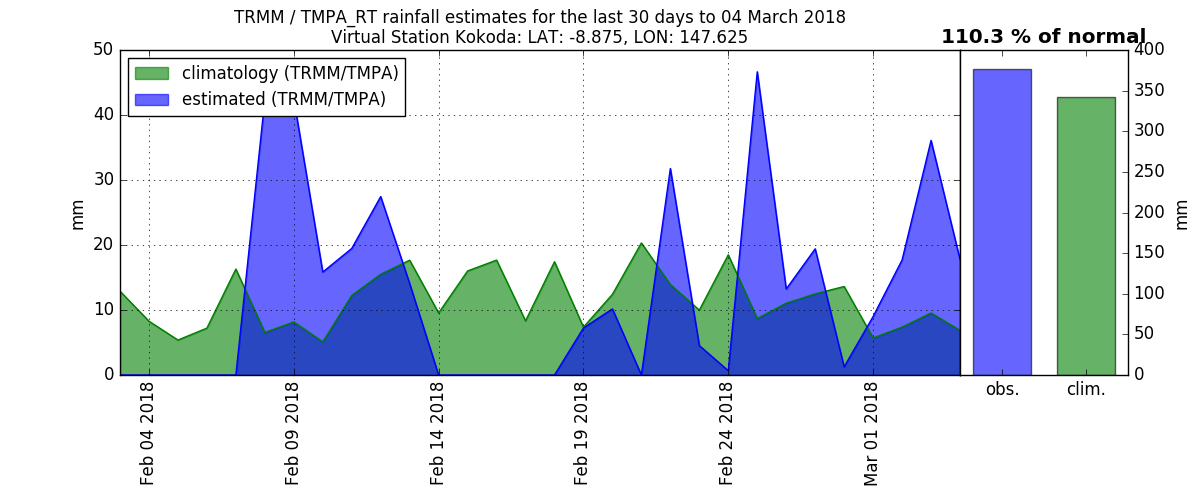 TRMM / TMPA_RT rainfall estimates for the last 30 days to 04 March 2018
Virtual Station Kokoda: LAT: -8.875, LON: 147.625
110.3 % of normal
climatology (TRMM/TMPA)
estimated (TRMM/TMPA)
50
40
30
20
10
0
mm
Feb 04 2018
Feb 09 2018
Feb 14 2018
Feb 19 2018
Feb 24 2018
Mar 01 2018
400
350
300
250
200
150
100
50
0
mm
obs.
clim.